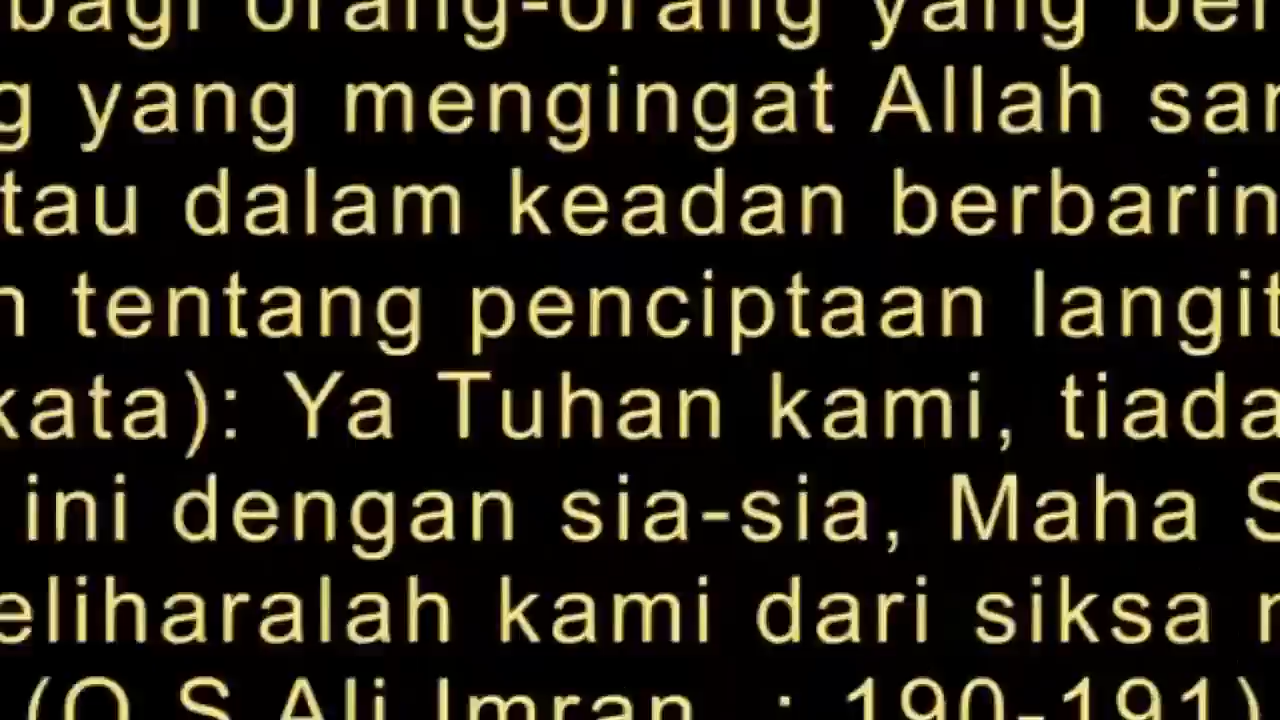 bagi orang-orang yang ber
g yang mengingat Allah sar
tau dalam keadan berbarin
n tentang penciptaan langit
kata): Ya Tuhan kami, tiada
ini dengan sia-sia, Maha S
eliharalah kami dari siksa n
(Q.S Ali Imran : 190-191)